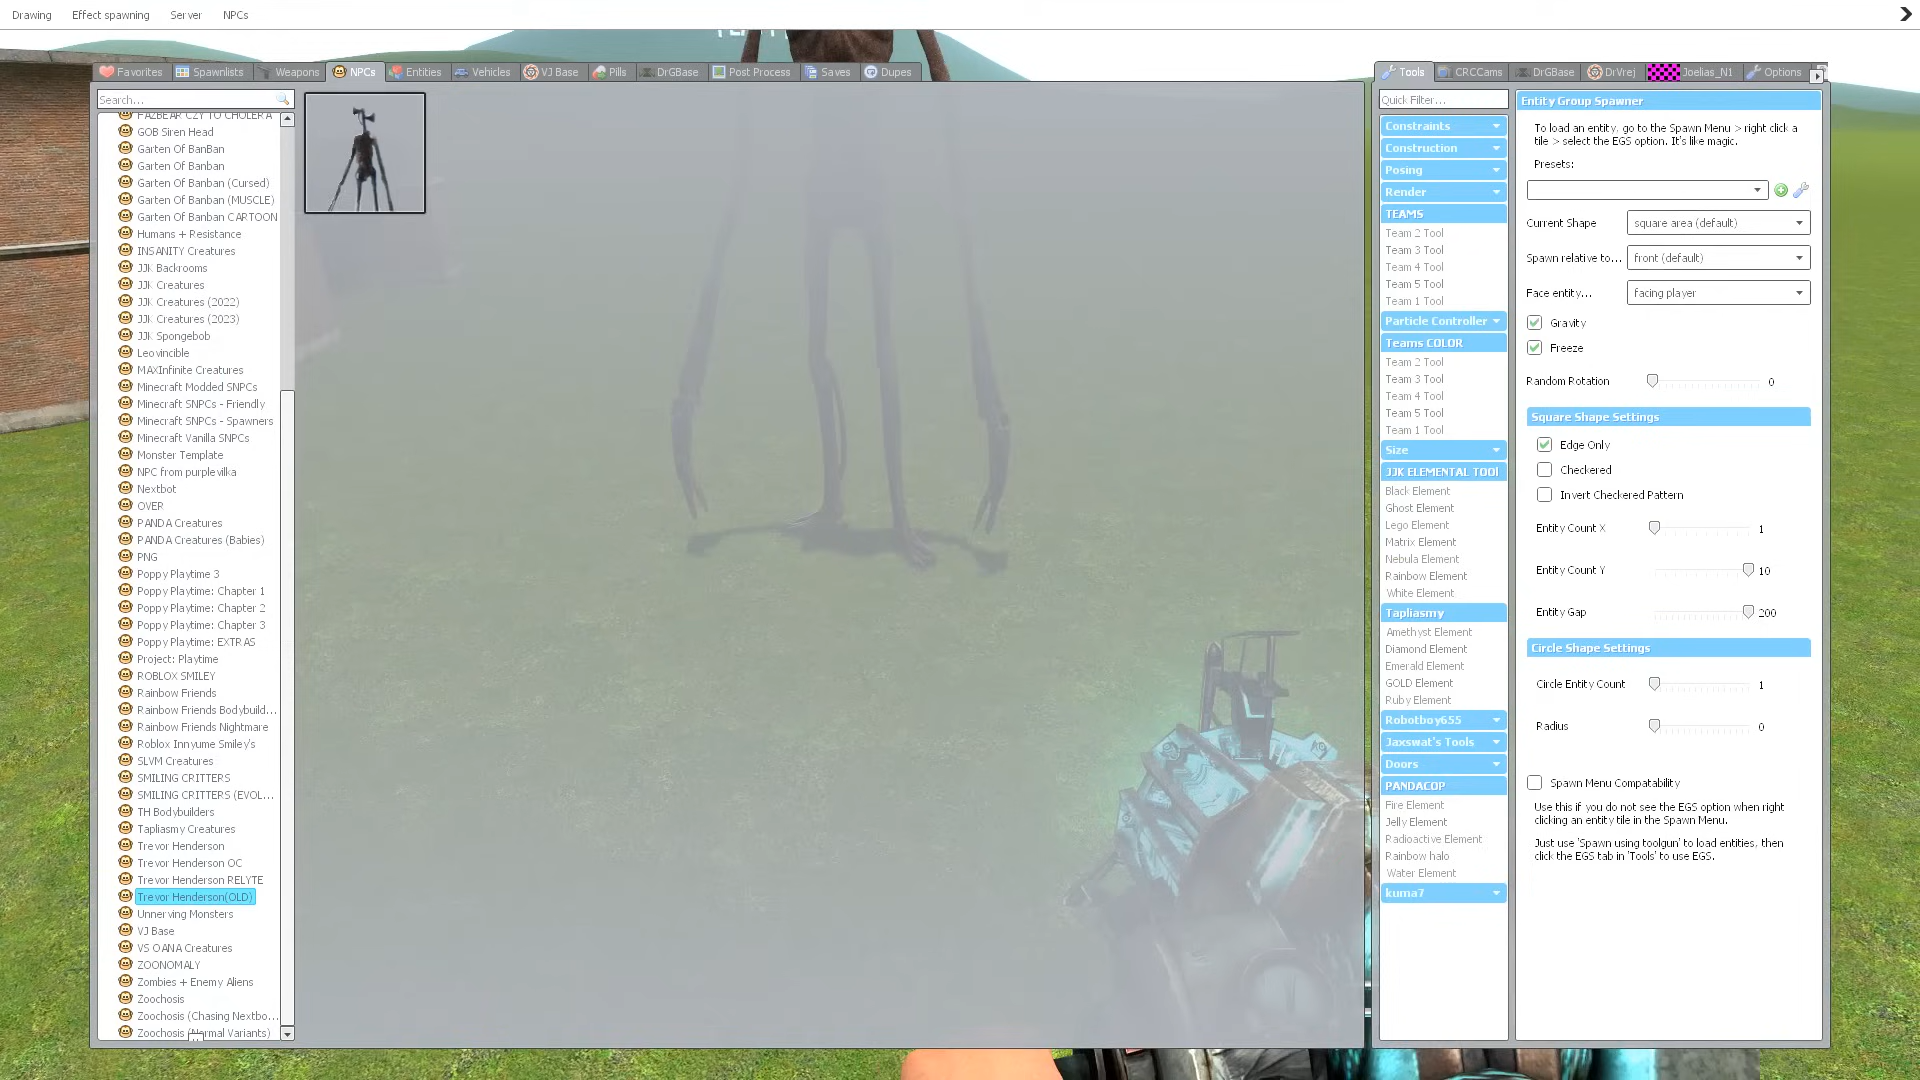 Drawing Effect spawning Server NPCs
Favorites Spawnlists Weapons NPCs Entities Vehicles VJ Base Pills DrGBase Post Process Saves Dupes
Search...
FAZBEAR CZY TO CHOLERA
GOB Siren Head
Garten Of BanBan
Garten Of Banban
Garten Of Banban (Cursed)
Garten Of Banban (MUSCLE)
Garten Of Banban CARTOON
Humans + Resistance
INSANITY Creatures
JJK Backrooms
JJK Creatures
JJK Creatures (2022)
JJK Creatures (2023)
JJK Spongebob
Leovincible
MAXInfinite Creatures
Minecraft Modded SNPCs
Minecraft SNPCs - Friendly
Minecraft SNPCs - Spawners
Minecraft Vanilla SNPCs
Monster Template
NPC from purplevilka
Nextbot
OVER
PANDA Creatures
PANDA Creatures (Babies)
PNG
Poppy Playtime 3
Poppy Playtime: Chapter 1
Poppy Playtime: Chapter 2
Poppy Playtime: Chapter 3
Poppy Playtime: EXTRAS
Project: Playtime
ROBLOX SMILEY
Rainbow Friends
Rainbow Friends Bodybuild...
Rainbow Friends Nightmare
Roblox Innyume Smiley's
SLVM Creatures
SMILING CRITTERS
SMILING CRITTERS (EVOL...
TH Bodybuilders
Tapliasmy Creatures
Trevor Henderson
Trevor Henderson OC
Trevor Henderson RELYTE
Trevor Henderson(OLD)
Unnerving Monsters
VJ Base
VS OANA Creatures
ZOONOMALY
Zombies + Enemy Aliens
Zoochosis
Zoochosis (Chasing Nextbo...
Zoochosis (Normal Variants)
Tools CRCCams DrGBase DrVrej Joelias_N1 Options
Quick Filter...
Constraints
Construction
Posing
Render
TEAMS
Team 2 Tool
Team 3 Tool
Team 4 Tool
Team 5 Tool
Team 1 Tool
Particle Controller
Teams COLOR
Team 2 Tool
Team 3 Tool
Team 4 Tool
Team 5 Tool
Team 1 Tool
Size
JJK ELEMENTAL TOOl
Black Element
Ghost Element
Lego Element
Matrix Element
Nebula Element
Rainbow Element
White Element
Tapliasmy
Amethyst Element
Diamond Element
Emerald Element
GOLD Element
Ruby Element
Robotboy655
Jaxswat's Tools
Doors
PANDACOP
Fire Element
Jelly Element
Radioactive Element
Rainbow halo
Water Element
kuma7
Entity Group Spawner
To load an entity, go to the Spawn Menu > right click a
tile > select the EGS option. It's like magic.
Presets:
Current Shape square area (default)
Spawn relative to... front (default)
Face entity... facing player
Gravity
Freeze
Random Rotation 0
Square Shape Settings
Edge Only
Checkered
Invert Checkered Pattern
Entity Count X 1
Entity Count Y 10
Entity Gap 200
Circle Shape Settings
Circle Entity Count 1
Radius 0
Spawn Menu Compatability
Use this if you do not see the EGS option when right
clicking an entity tile in the Spawn Menu.
Just use 'Spawn using toolgun' to load entities, then
click the EGS tab in 'Tools' to use EGS.